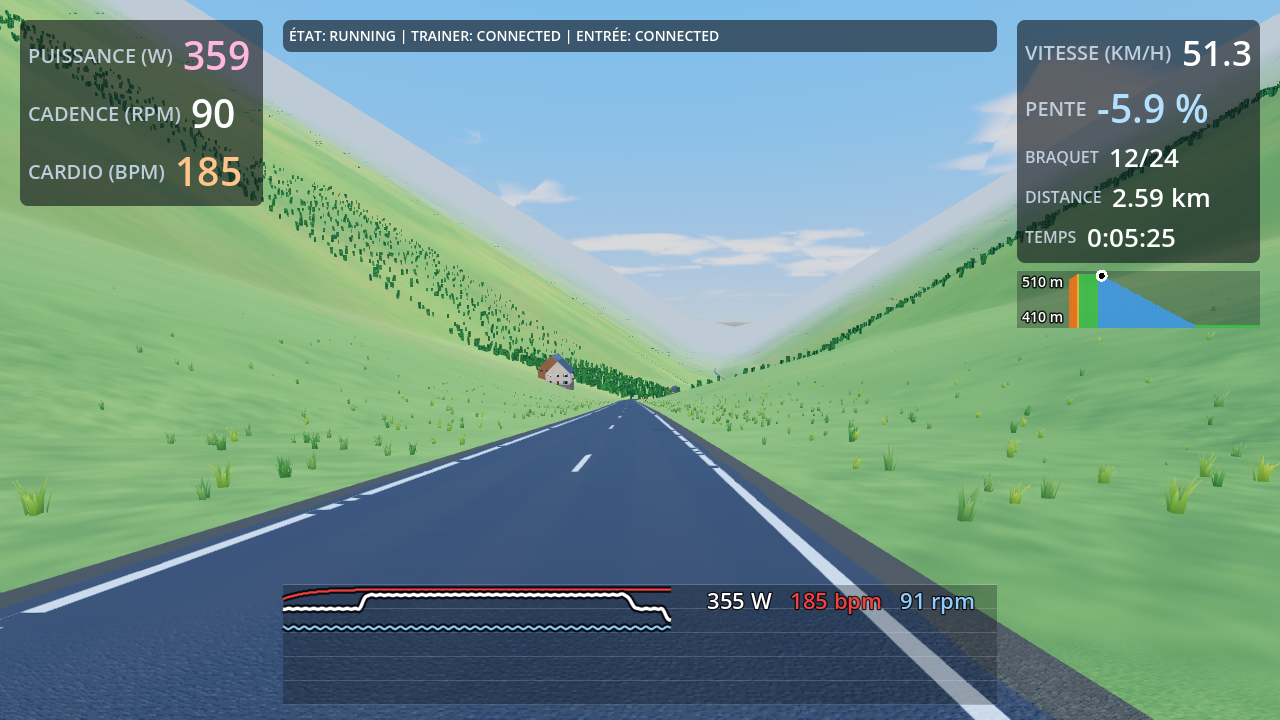 PUISSANCE (W) 359
CADENCE (RPM) 90
CARDIO (BPM) 185
ÉTAT: RUNNING | TRAINER: CONNECTED | ENTRÉE: CONNECTED
VITESSE (KM/H) 51.3
PENTE -5.9 %
BRAQUET 12/24
DISTANCE 2.59 km
TEMPS 0:05:25
510 m
410 m
355 W 185 bpm 91 rpm